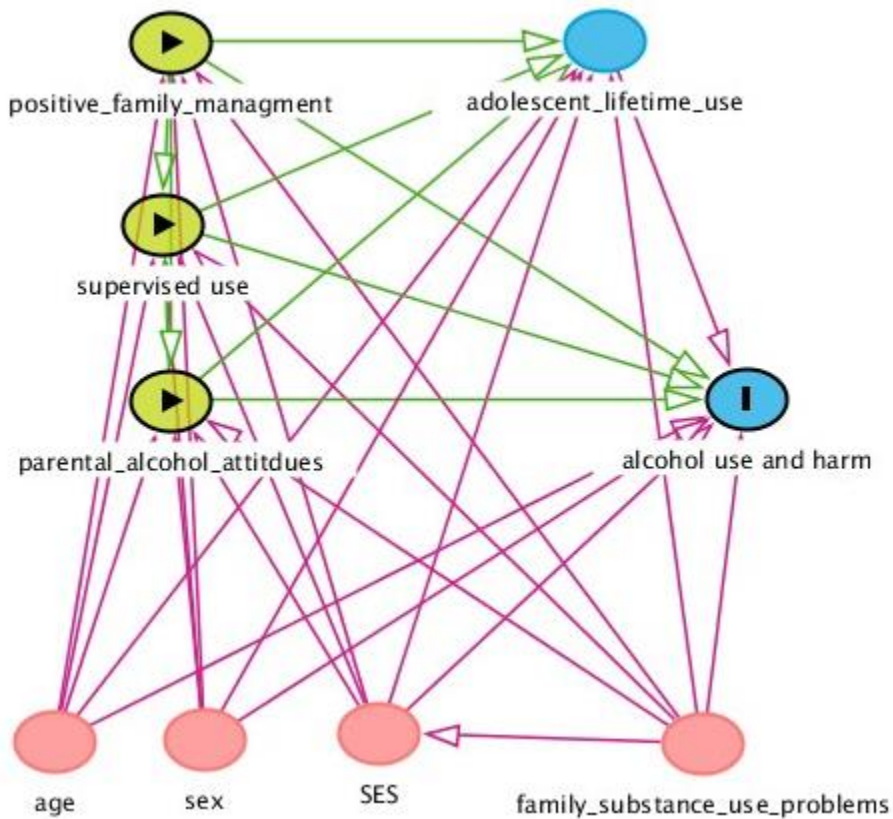 positive_family_managment
adolescent_lifetime_use
supervised use
parental_alcohol_attitdues
alcohol use and harm
age
sex
SES
family_substance_use_problems